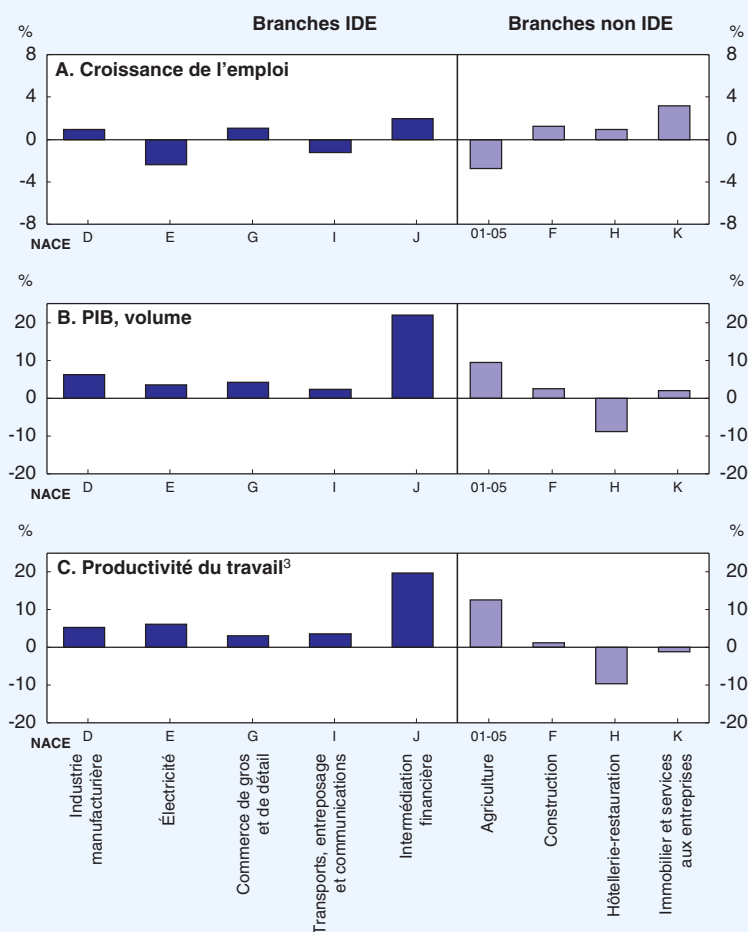 Branches IDE
Branches non IDE
%
%
A. Croissance de l'emploi
8
8
4
4
0
0
-4
-4
-8
-8
NACE D E G I J 01-05 F H K
%
%
B. PIB, volume
20
20
10
10
0
0
-10
-10
-20
-20
NACE D E G I J 01-05 F H K
%
%
C. Productivité du travail³
20
20
10
10
0
0
-10
-10
-20
-20
NACE D E G I J 01-05 F H K
Industrie
manufacturière
Électricité
Commerce de gros
et de détail
Transports, entreposage
et communications
Intermédiation
financière
Agriculture
Construction
Hôtellerie-restauration
Immobilier et services
aux entreprises